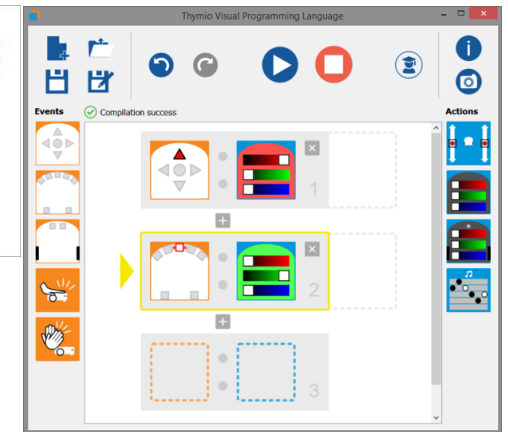 Thymio Visual Programming Language
Events
Compilation success
Actions
1
2
3